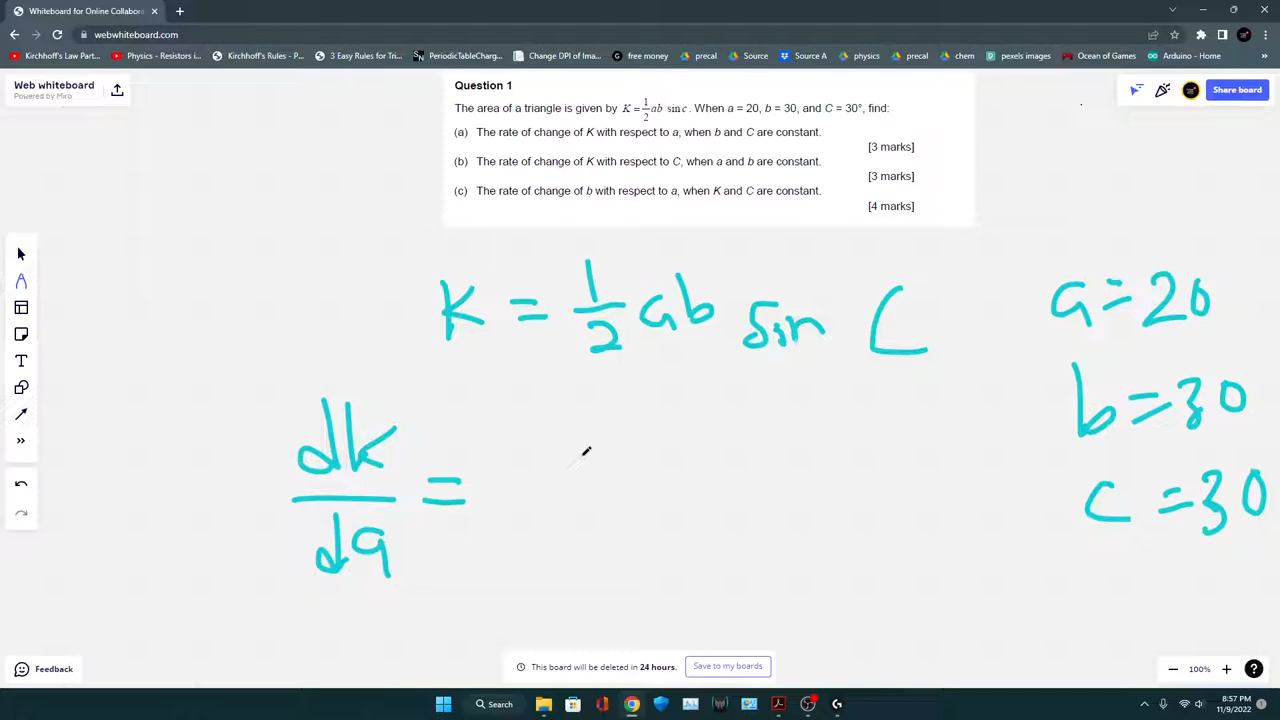 Whiteboard for Online Collabora
webwhiteboard.com
Kirchhoff's Law Part... Physics - Resistors i... Kirchhoff's Rules - P... 3 Easy Rules for Tri... PeriodicTableCharg... Change DPI of Ima... free money precal Source Source A physics precal chem pexels images Ocean of Games Arduino - Home
Web whiteboard
Powered by Miro
Share board
Question 1
The area of a triangle is given by K = 1/2 ab sin c. When a = 20, b = 30, and C = 30°, find:
(a) The rate of change of K with respect to a, when b and C are constant.
[3 marks]
(b) The rate of change of K with respect to C, when a and b are constant.
[3 marks]
(c) The rate of change of b with respect to a, when K and C are constant.
[4 marks]
K = 1/2 ab sin C
a = 20
b = 30
c = 30
dk/da =
This board will be deleted in 24 hours. Save to my boards
Feedback
100%
Search
8:57 PM
11/9/2022